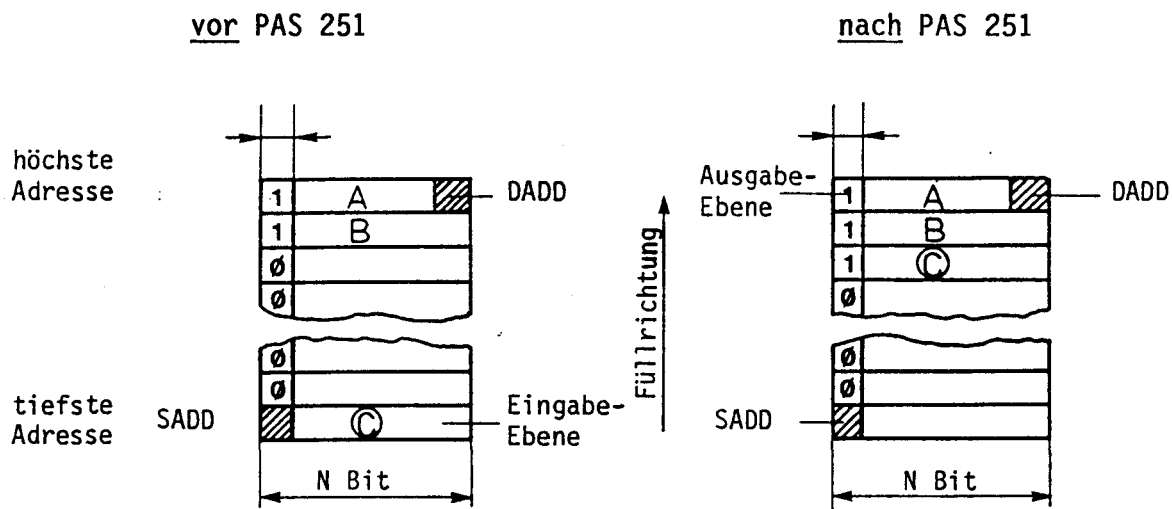 vor PAS 251
nach PAS 251
höchste
Adresse
1 A
DADD
1 B
Ø
Ø
Ø
Ø
tiefste
Adresse
SADD
C
Eingabe-
Ebene
N Bit
Füllrichtung
Ausgabe-
Ebene
1 A
DADD
1 B
1 C
Ø
Ø
Ø
SADD
N Bit